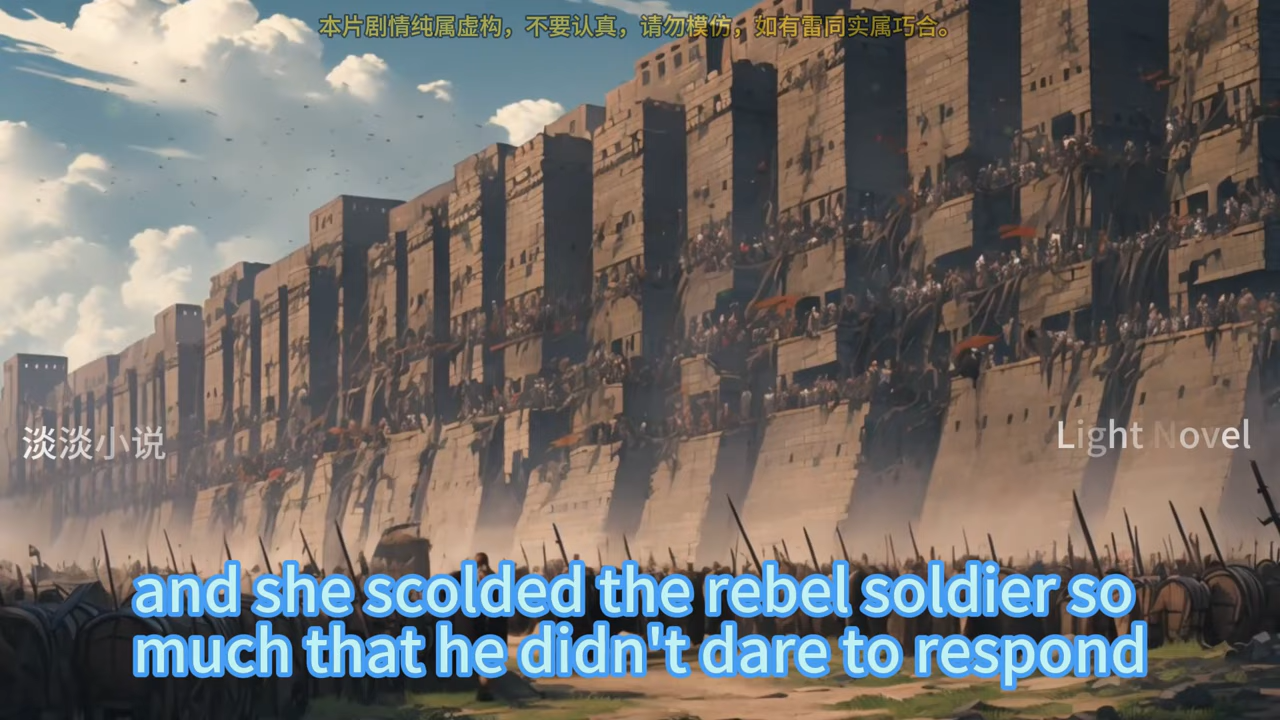 本片剧情纯属虚构，不要认真，请勿模仿，如有雷同实属巧合。
淡淡小说
Light Novel
and she scolded the rebel soldier so
much that he didn't dare to respond